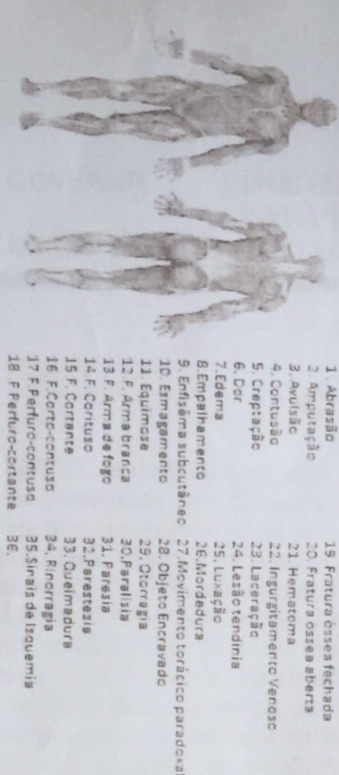 1. Abrasão
2. Amputação
3. Avulsão
4. Contusão
5. Creptação
6. Dor
7. Edema
8. Empalhamento
9. Enfisema subcutâneo
10. Esmagamento
11 Equimose
12 F. Arma branca
13 F. Arma de fogo
14 F. Contuso
15 F. Cortante
16 F.Corto-contuso
17 F.Perfuro-contuso
18. F Perfuro-cortante
19 Fratura óssea fechada
20. Fratura óssea aberta
21 Hematoma
22. Ingurgitamento Venoso
23. Laceração
24. Lesão tendínia
25. Luxação
26. Mordedura
27. Movimento torácico paradoxal
28. Objeto Encravado
29. Otorragia
30. Paralisia
31. Paresia
32. Parestesia
33. Queimadura
34. Rinorragia
35. Sinais de Isquemia
36.